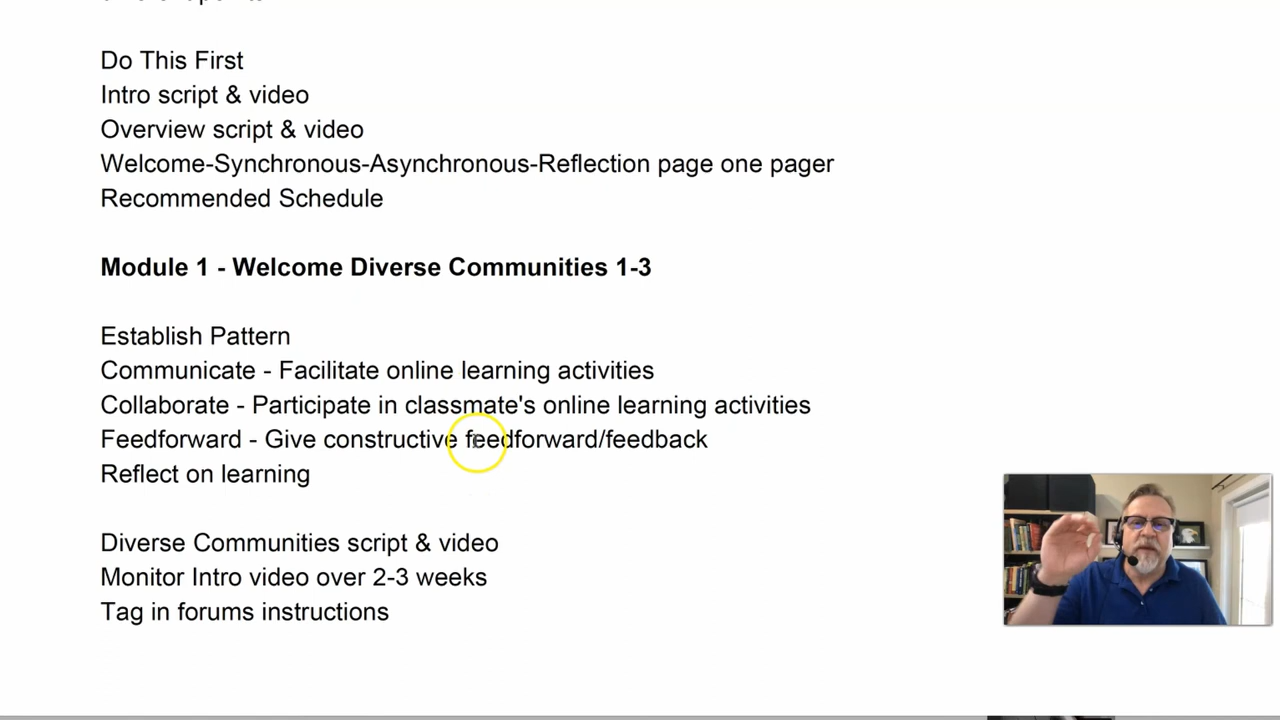 Do This First
Intro script & video
Overview script & video
Welcome-Synchronous-Asynchronous-Reflection page one pager
Recommended Schedule
Module 1 - Welcome Diverse Communities 1-3
Establish Pattern
Communicate - Facilitate online learning activities
Collaborate - Participate in classmate's online learning activities
Feedforward - Give constructive feedforward/feedback
Reflect on learning
Diverse Communities script & video
Monitor Intro video over 2-3 weeks
Tag in forums instructions